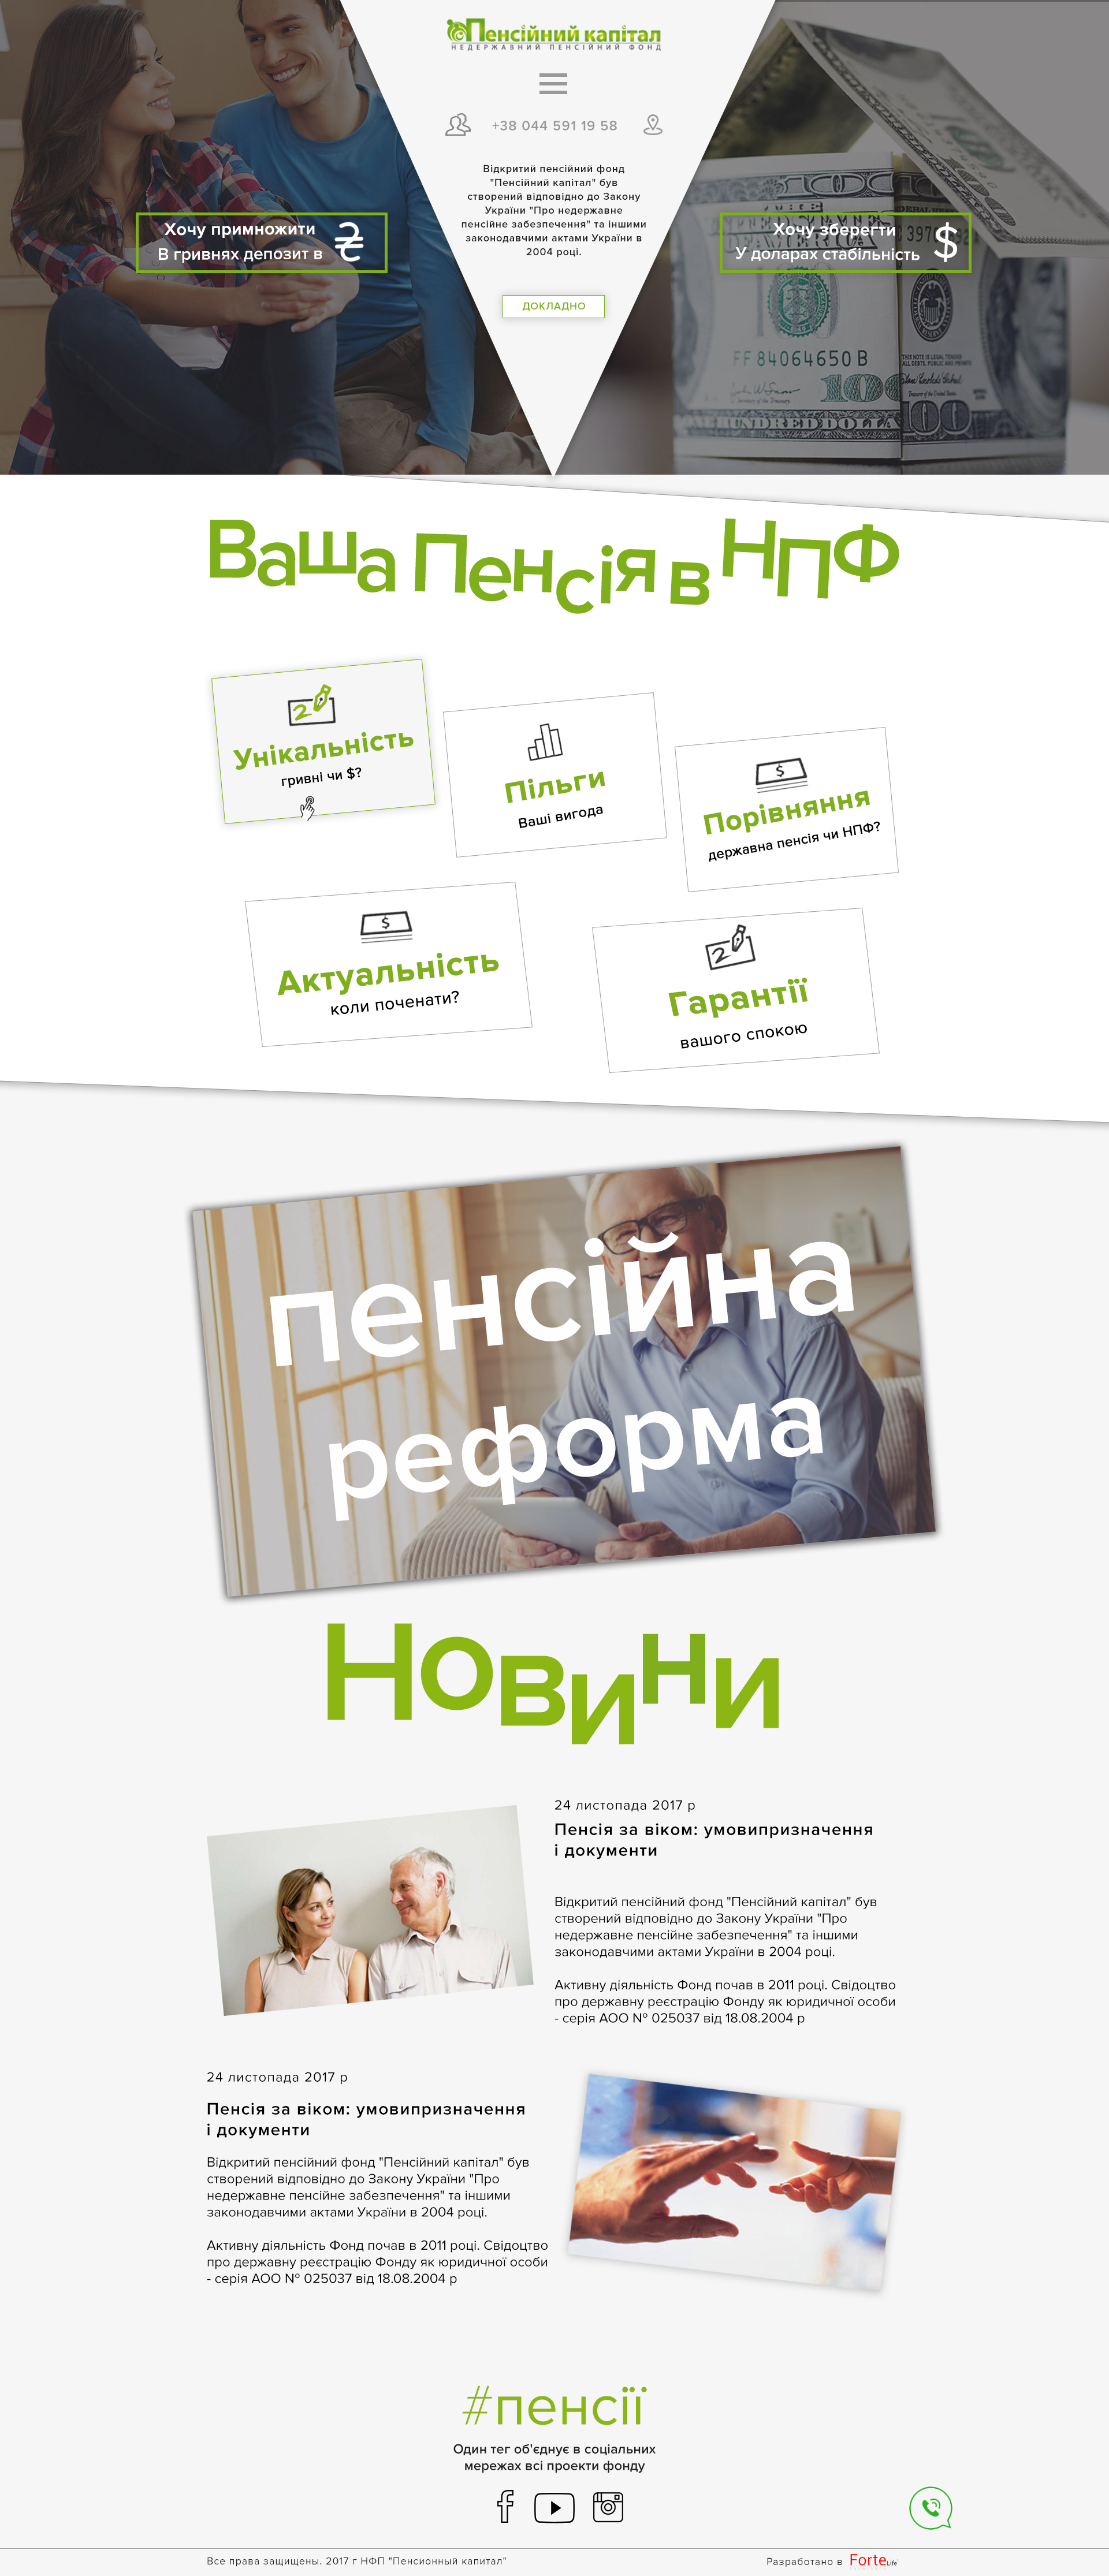 Пенсійний капітал
НЕДЕРЖАВНИЙ ПЕНСІЙНИЙ ФОНД
+38 044 591 19 58
Відкритий пенсійний фонд
"Пенсійний капітал" був
створений відповідно до Закону
України "Про недержавне
пенсійне забезпечення" та іншими
законодавчими актами України в
2004 році.
ДОКЛАДНО
Хочу примножити
В гривнях депозит в ₴
Хочу зберегти
У доларах стабільність $
FF 84064650 B
100
Ваша Пенсія в НПФ
Унікальність
гривні чи $?
Пільги
Ваші вигода
Порівняння
державна пенсія чи НПФ?
Актуальність
коли поченати?
Гарантії
вашого спокою
пенсійна
реформа
Новини
24 листопада 2017 р
Пенсія за віком: умовипризначення
і документи
Відкритий пенсійний фонд "Пенсійний капітал" був
створений відповідно до Закону України "Про
недержавне пенсійне забезпечення" та іншими
законодавчими актами України в 2004 році.
Активну діяльність Фонд почав в 2011 році. Свідоцтво
про державну реєстрацію Фонду як юридичної особи
- серія АОО № 025037 від 18.08.2004 р
24 листопада 2017 р
Пенсія за віком: умовипризначення
і документи
Відкритий пенсійний фонд "Пенсійний капітал" був
створений відповідно до Закону України "Про
недержавне пенсійне забезпечення" та іншими
законодавчими актами України в 2004 році.
Активну діяльність Фонд почав в 2011 році. Свідоцтво
про державну реєстрацію Фонду як юридичної особи
- серія АОО № 025037 від 18.08.2004 р
#пенсії
Один тег об'єднує в соціальних
мережах всі проекти фонду
Все права защищены. 2017 г НФП "Пенсионный капитал"
Разработано в Forte Life